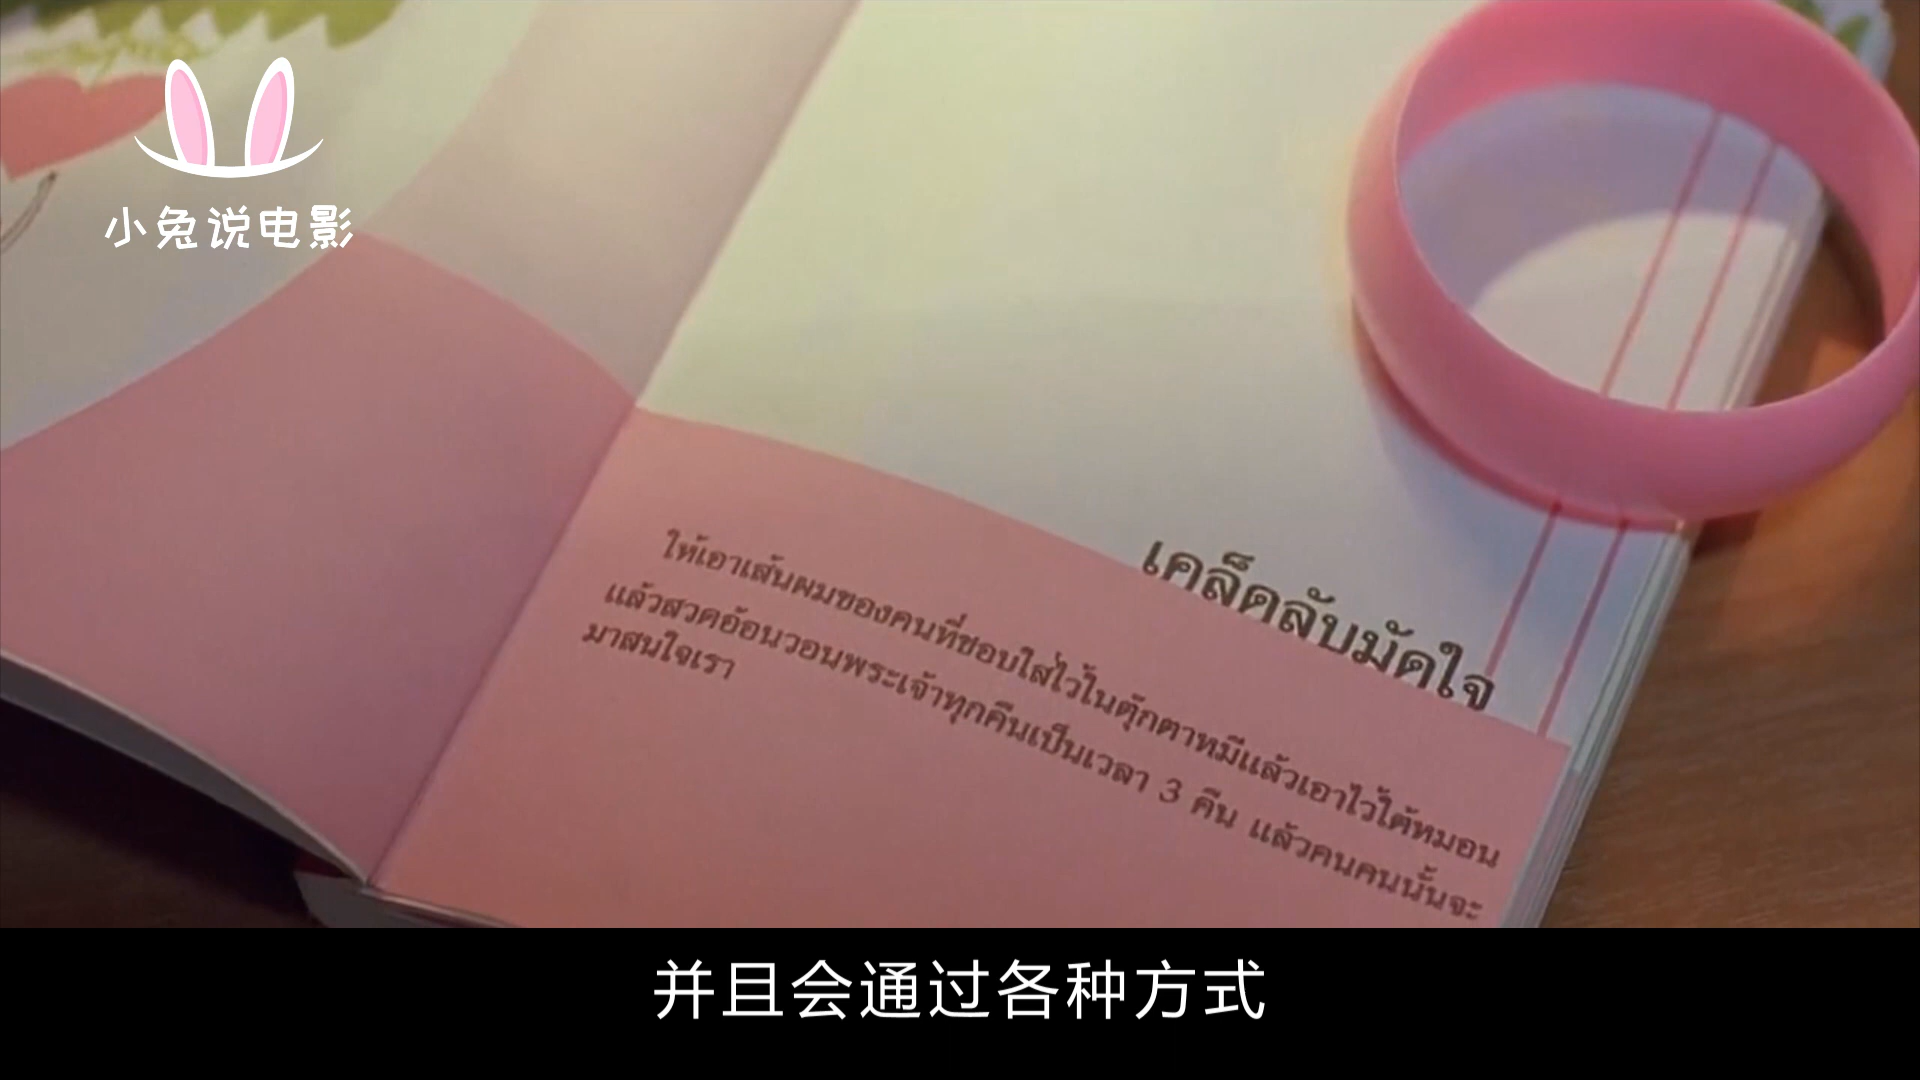 小兔说电影
เคล็ดลับมัดใจ
ให้เอาเส้นผมของคนที่ชอบใส่ไว้ในตุ๊กตาหมีแล้วเอาไว้ใต้หมอน
แล้วสวดอ้อนวอนพระเจ้าทุกคืนเป็นเวลา 3 คืน แล้วคนคนนั้นจะ
มาสนใจเรา
并且会通过各种方式